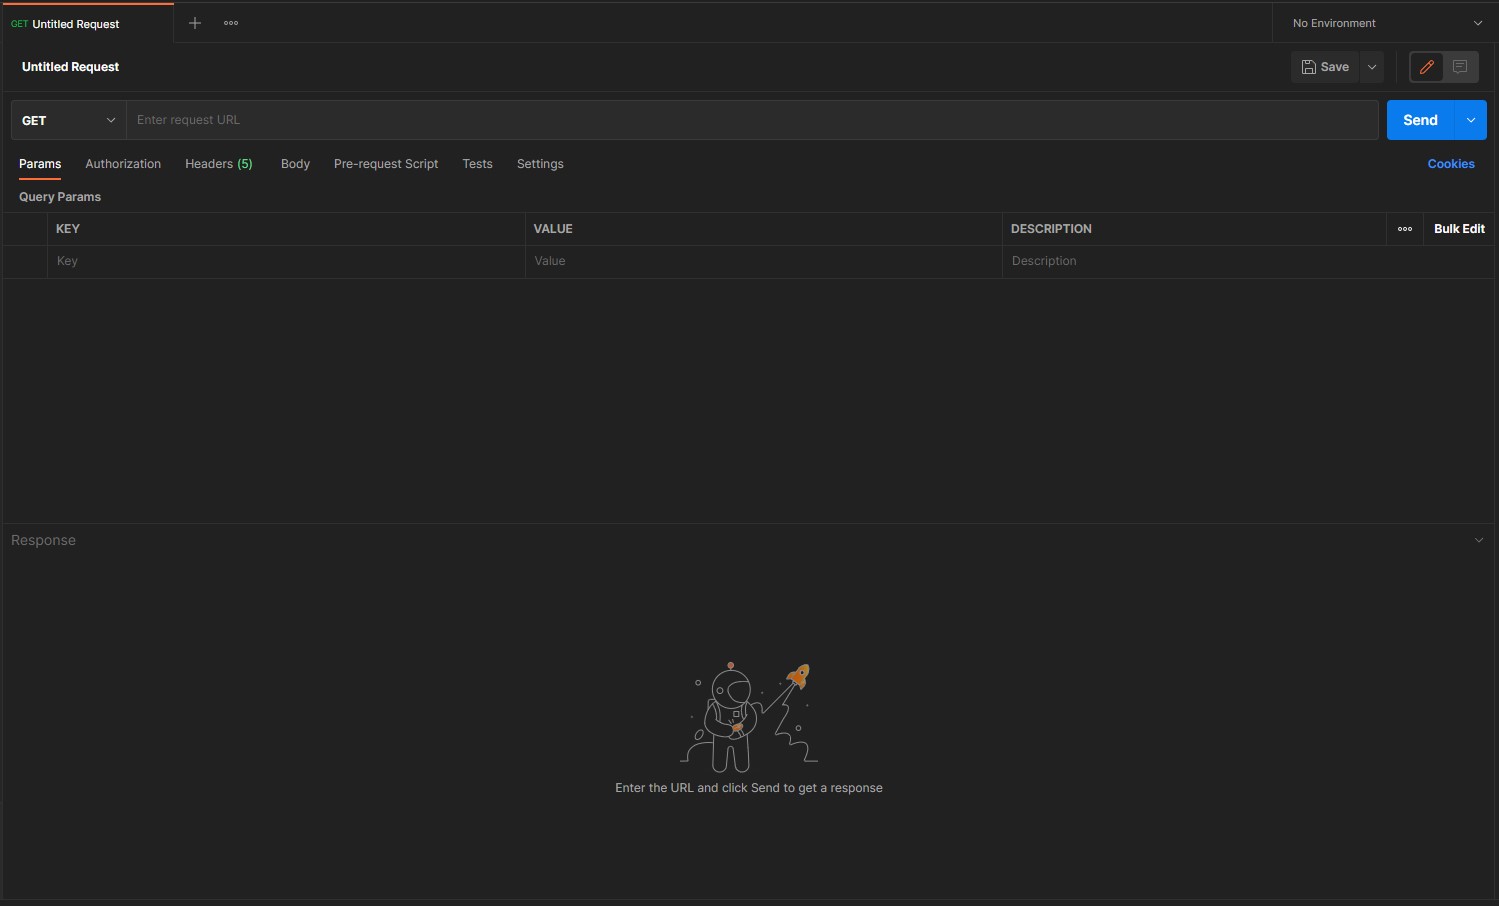 GET Untitled Request
No Environment
Untitled Request
Save
GET
Enter request URL
Send
Params Authorization Headers (5) Body Pre-request Script Tests Settings
Cookies
Query Params
KEY VALUE DESCRIPTION
Bulk Edit
Key Value Description
Response
Enter the URL and click Send to get a response